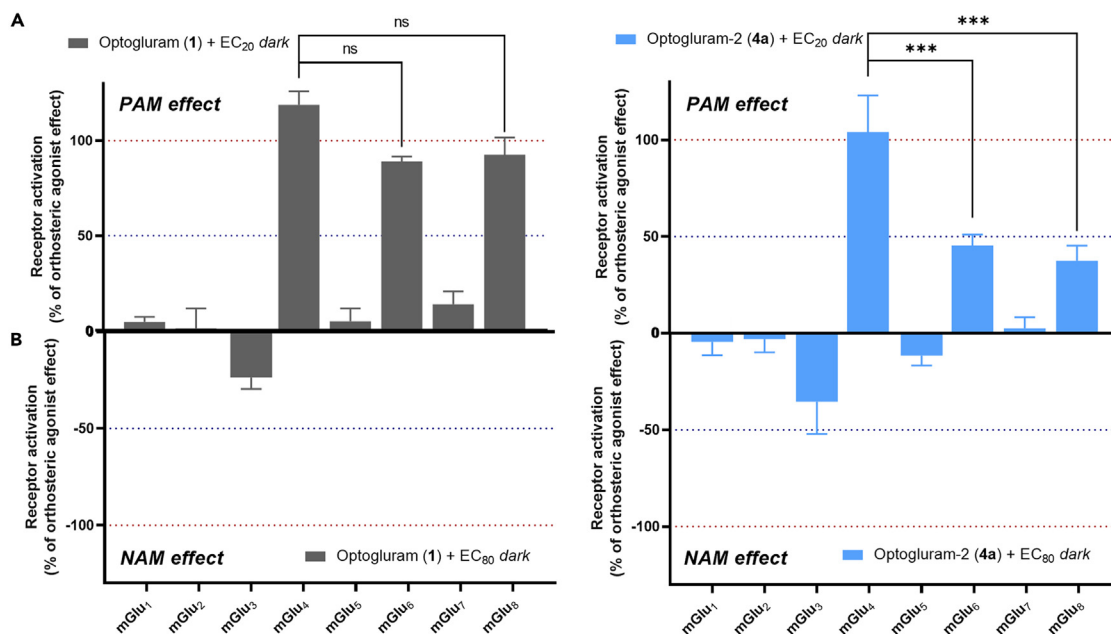 A
Optogluram (1) + EC20 dark
ns
ns
PAM effect
Receptor activation
(% of orthosteric agonist effect)
100
50
0
B
Receptor activation
(% of orthosteric agonist effect)
-50
-100
NAM effect
Optogluram (1) + EC80 dark
mGlu1
mGlu2
mGlu3
mGlu4
mGlu5
mGlu6
mGlu7
mGlu8
Optogluram-2 (4a) + EC20 dark
***
***
PAM effect
Receptor activation
(% of orthosteric agonist effect)
100
50
0
Receptor activation
(% of orthosteric agonist effect)
-50
-100
NAM effect
Optogluram-2 (4a) + EC80 dark
mGlu1
mGlu2
mGlu3
mGlu4
mGlu5
mGlu6
mGlu7
mGlu8